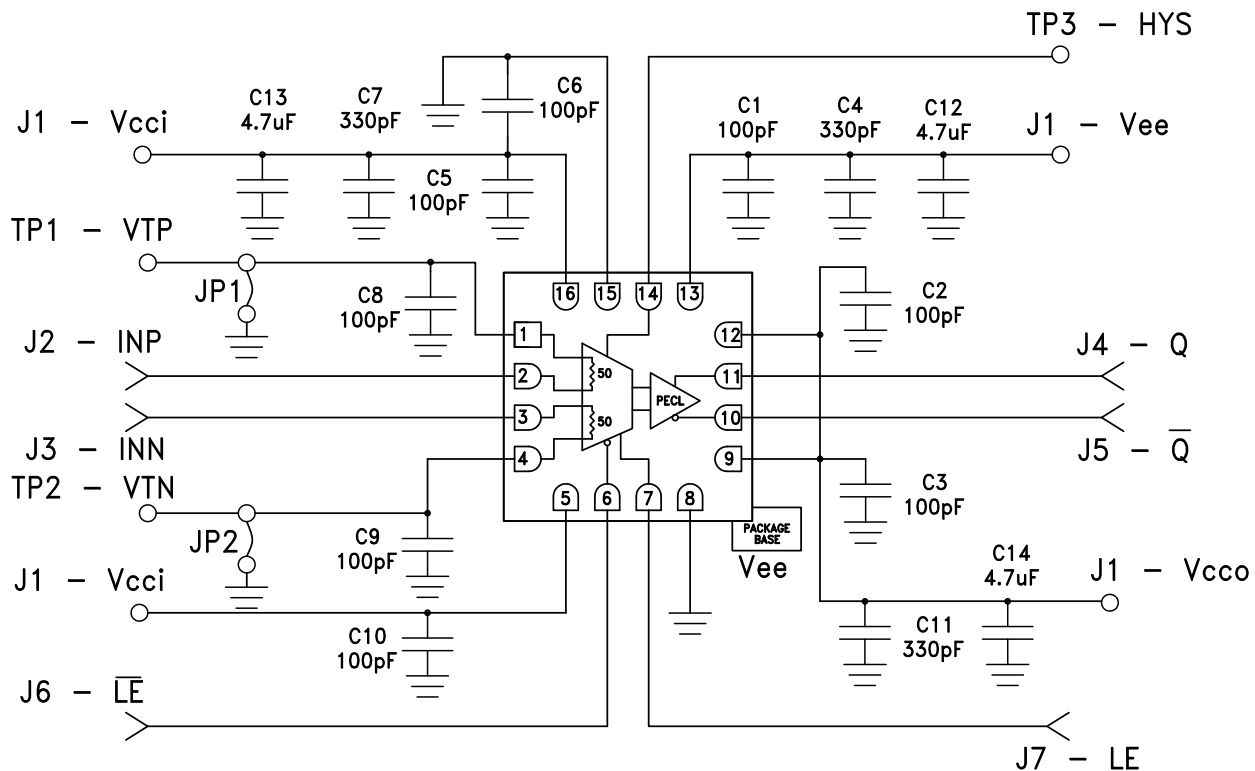 TP3 – HYS
C6
100pF
C13
4.7uF
C7
330pF
C1
100pF
C4
330pF
C12
4.7uF
J1 – Vcci
J1 – Vee
C5
100pF
TP1 – VTP
JP1
C8
100pF
16
15
14
13
C2
100pF
J2 – INP
1
2
3
4
50
50
PECL
12
11
10
9
J4 – Q
J3 – INN
J5 – Q̅
TP2 – VTN
5
6
7
8
C3
100pF
JP2
C9
100pF
PACKAGE
BASE
Vee
J1 – Vcci
C14
4.7uF
J1 – Vcco
C10
100pF
C11
330pF
J6 – L̅E̅
J7 – LE